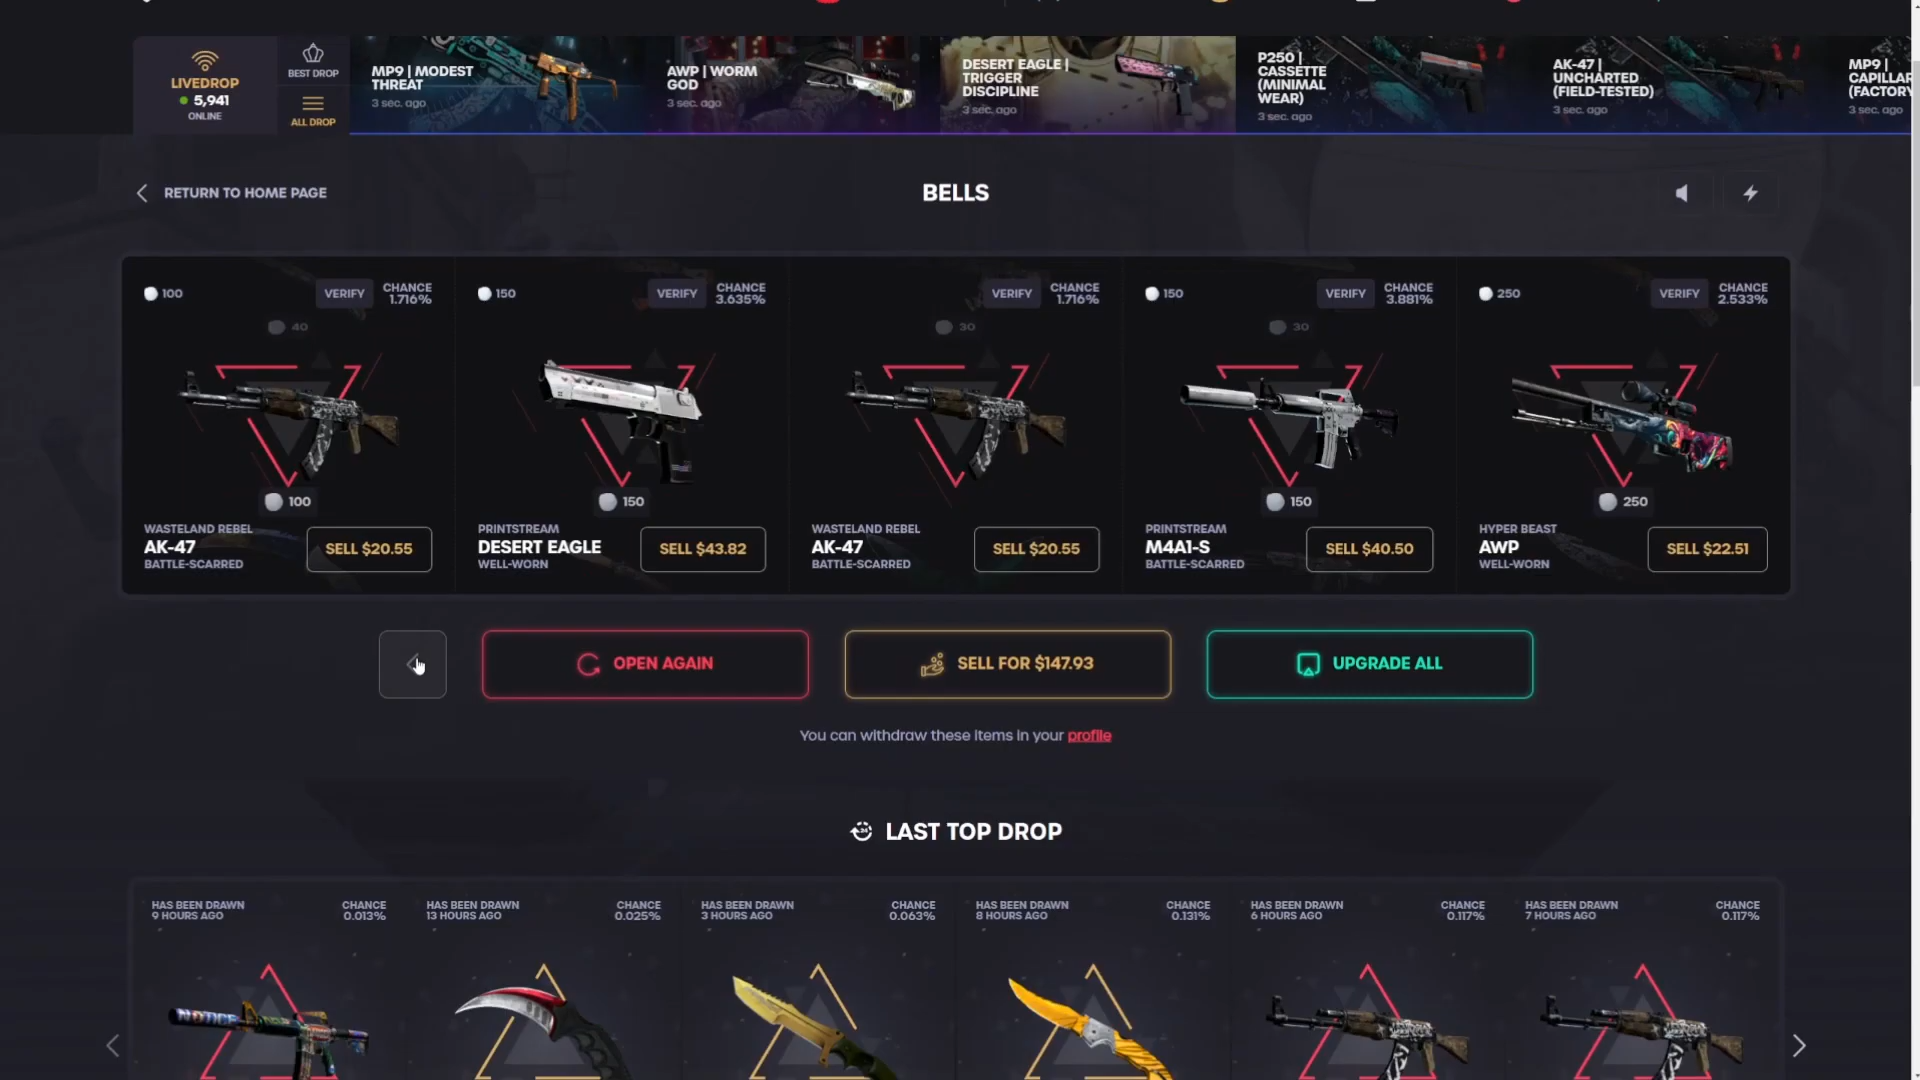 LIVEDROP
5,941
ONLINE
BEST DROP
ALL DROP
MP9 | MODEST
THREAT
3 sec. ago
AWP | WORM
GOD
3 sec. ago
DESERT EAGLE |
TRIGGER
DISCIPLINE
3 sec. ago
P250 |
CASSETTE
(MINIMAL
WEAR)
3 sec. ago
AK-47 |
UNCHARTED
(FIELD-TESTED)
3 sec. ago
MP9 |
CAPILLAR
(FACTORY
3 sec. ago
RETURN TO HOME PAGE
BELLS
100
VERIFY
CHANCE
1.716%
40
100
WASTELAND REBEL
AK-47
BATTLE-SCARRED
SELL $20.55
150
VERIFY
CHANCE
3.635%
150
PRINTSTREAM
DESERT EAGLE
WELL-WORN
SELL $43.82
VERIFY
CHANCE
1.716%
30
WASTELAND REBEL
AK-47
BATTLE-SCARRED
SELL $20.55
150
VERIFY
CHANCE
3.881%
30
150
PRINTSTREAM
M4A1-S
BATTLE-SCARRED
SELL $40.50
250
VERIFY
CHANCE
2.533%
250
HYPER BEAST
AWP
WELL-WORN
SELL $22.51
OPEN AGAIN
SELL FOR $147.93
UPGRADE ALL
You can withdraw these items in your profile
24
LAST TOP DROP
HAS BEEN DRAWN
9 HOURS AGO
CHANCE
0.013%
HAS BEEN DRAWN
13 HOURS AGO
CHANCE
0.025%
HAS BEEN DRAWN
3 HOURS AGO
CHANCE
0.063%
HAS BEEN DRAWN
8 HOURS AGO
CHANCE
0.131%
HAS BEEN DRAWN
6 HOURS AGO
CHANCE
0.117%
HAS BEEN DRAWN
7 HOURS AGO
CHANCE
0.117%
NOTICE